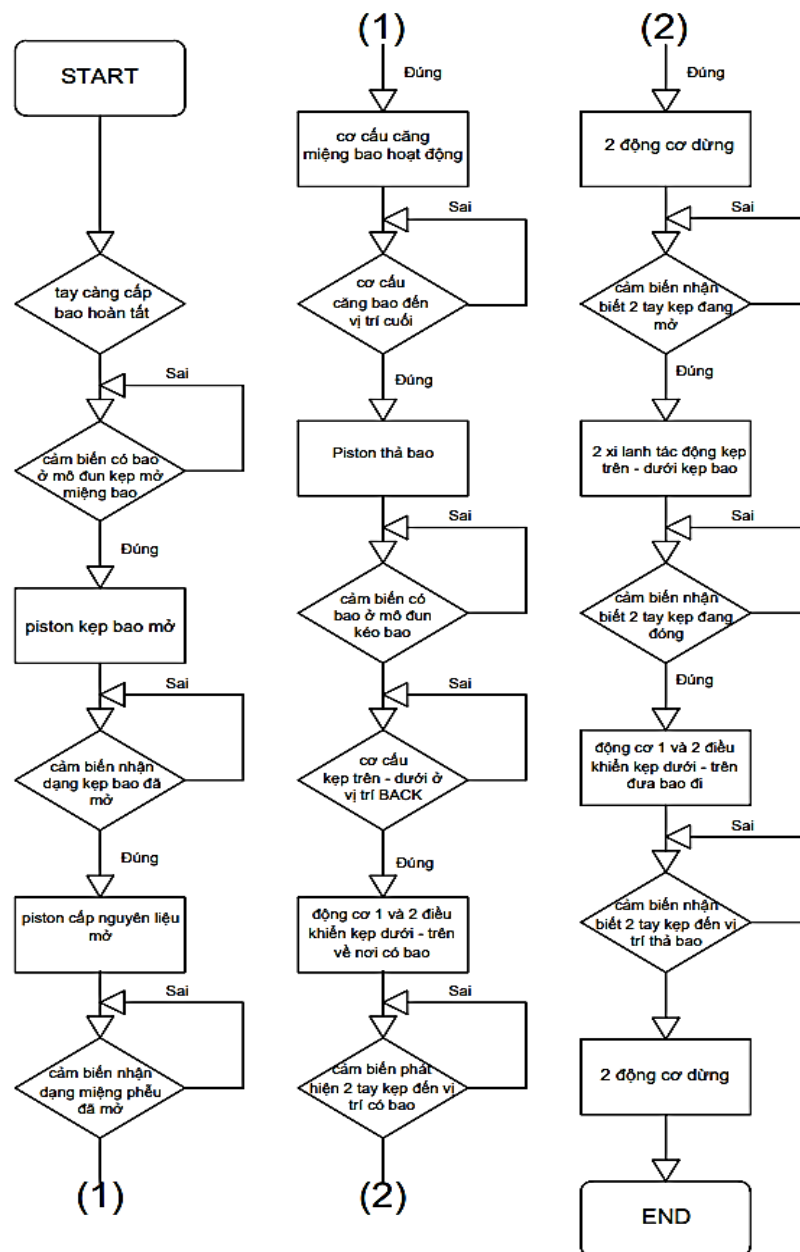 START
tay càng cấp
bao hoàn tất
Sai
cảm biến có bao
ở mô đun kẹp mở
miệng bao
Đúng
piston kẹp bao mở
Sai
cảm biến nhận
dạng kẹp bao đã
mở
Đúng
piston cấp nguyên liệu
mở
Sai
cảm biến nhận
dạng miệng phễu
đã mở
(1)
(1)
Đúng
cơ cấu căng
miệng bao hoạt động
Sai
cơ cấu
căng bao đến
vị trí cuối
Đúng
Piston thả bao
Sai
cảm biến có
bao ở mô đun
kéo bao
Sai
cơ cấu
kẹp trên - dưới ở
vị trí BACK
Đúng
động cơ 1 và 2 điều
khiển kẹp dưới - trên
về nơi có bao
Sai
cảm biến phát
hiện 2 tay kẹp đến vị
trí có bao
(2)
(2)
Đúng
2 động cơ dừng
Sai
cảm biến nhận
biết 2 tay kẹp đang
mở
Đúng
2 xi lanh tác động kẹp
trên - dưới kẹp bao
Sai
cảm biến nhận
biết 2 tay kẹp đang
đóng
Đúng
động cơ 1 và 2 điều
khiển kẹp dưới - trên
đưa bao đi
Sai
cảm biến nhận
biết 2 tay kẹp đến vị
trí thả bao
2 động cơ dừng
END